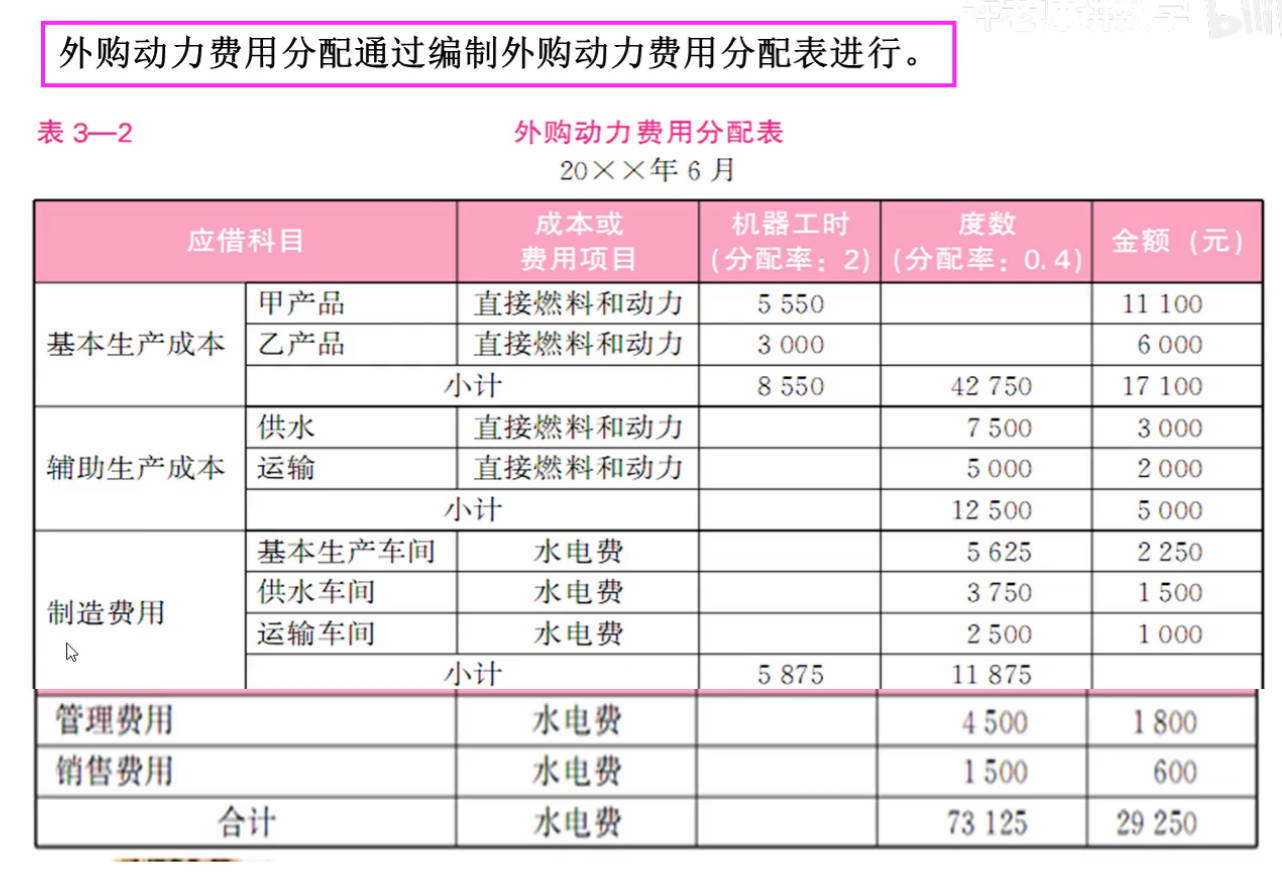 外购动力费用分配通过编制外购动力费用分配表进行。
表 3—2 外购动力费用分配表
20××年 6 月
应借科目 成本或费用项目 机器工时(分配率：2) 度数(分配率：0.4) 金额（元）
基本生产成本 甲产品 直接燃料和动力 5 550 11 100
乙产品 直接燃料和动力 3 000 6 000
小计 8 550 42 750 17 100
辅助生产成本 供水 直接燃料和动力 7 500 3 000
运输 直接燃料和动力 5 000 2 000
小计 12 500 5 000
制造费用 基本生产车间 水电费 5 625 2 250
供水车间 水电费 3 750 1 500
运输车间 水电费 2 500 1 000
小计 5 875 11 875
管理费用 水电费 4 500 1 800
销售费用 水电费 1 500 600
合计 水电费 73 125 29 250